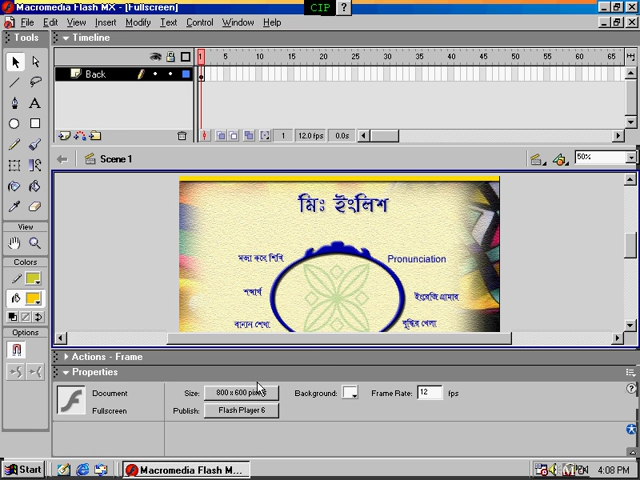 CIP ?
Macromedia Flash MX - [Fullscreen]
File Edit View Insert Modify Text Control Window Help
Tools
Timeline
1 5 10 15 20 25 30 35 40 45 50 55 60 65
Back
1 12.0 fps 0.0s
Scene 1
50%
মিঃ ইংলিশ
মজা করে শিখি
Pronunciation
শব্দার্থ
ইংরেজি গ্রামার
বানান শেখা
বুদ্ধির খেলা
View
Colors
Options
Actions - Frame
Properties
Document
Fullscreen
Size:
800 x 600 pixels
Background:
Frame Rate: 12 fps
Publish:
Flash Player 6
Start
Macromedia Flash M...
4:08 PM